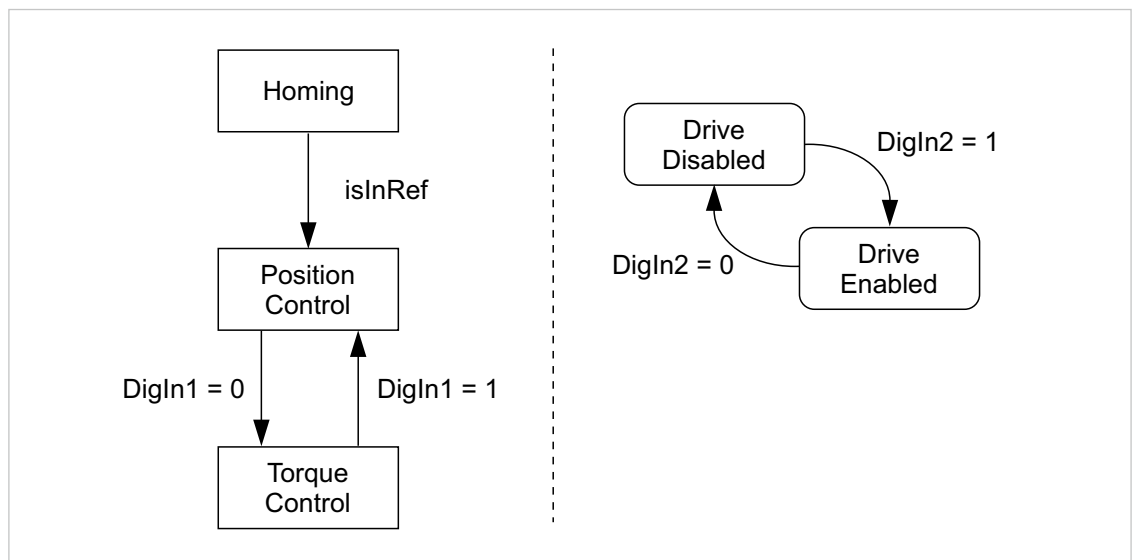 Homing
isInRef
Position
Control
DigIn1 = 0
DigIn1 = 1
Torque
Control
Drive
Disabled
DigIn2 = 1
DigIn2 = 0
Drive
Enabled